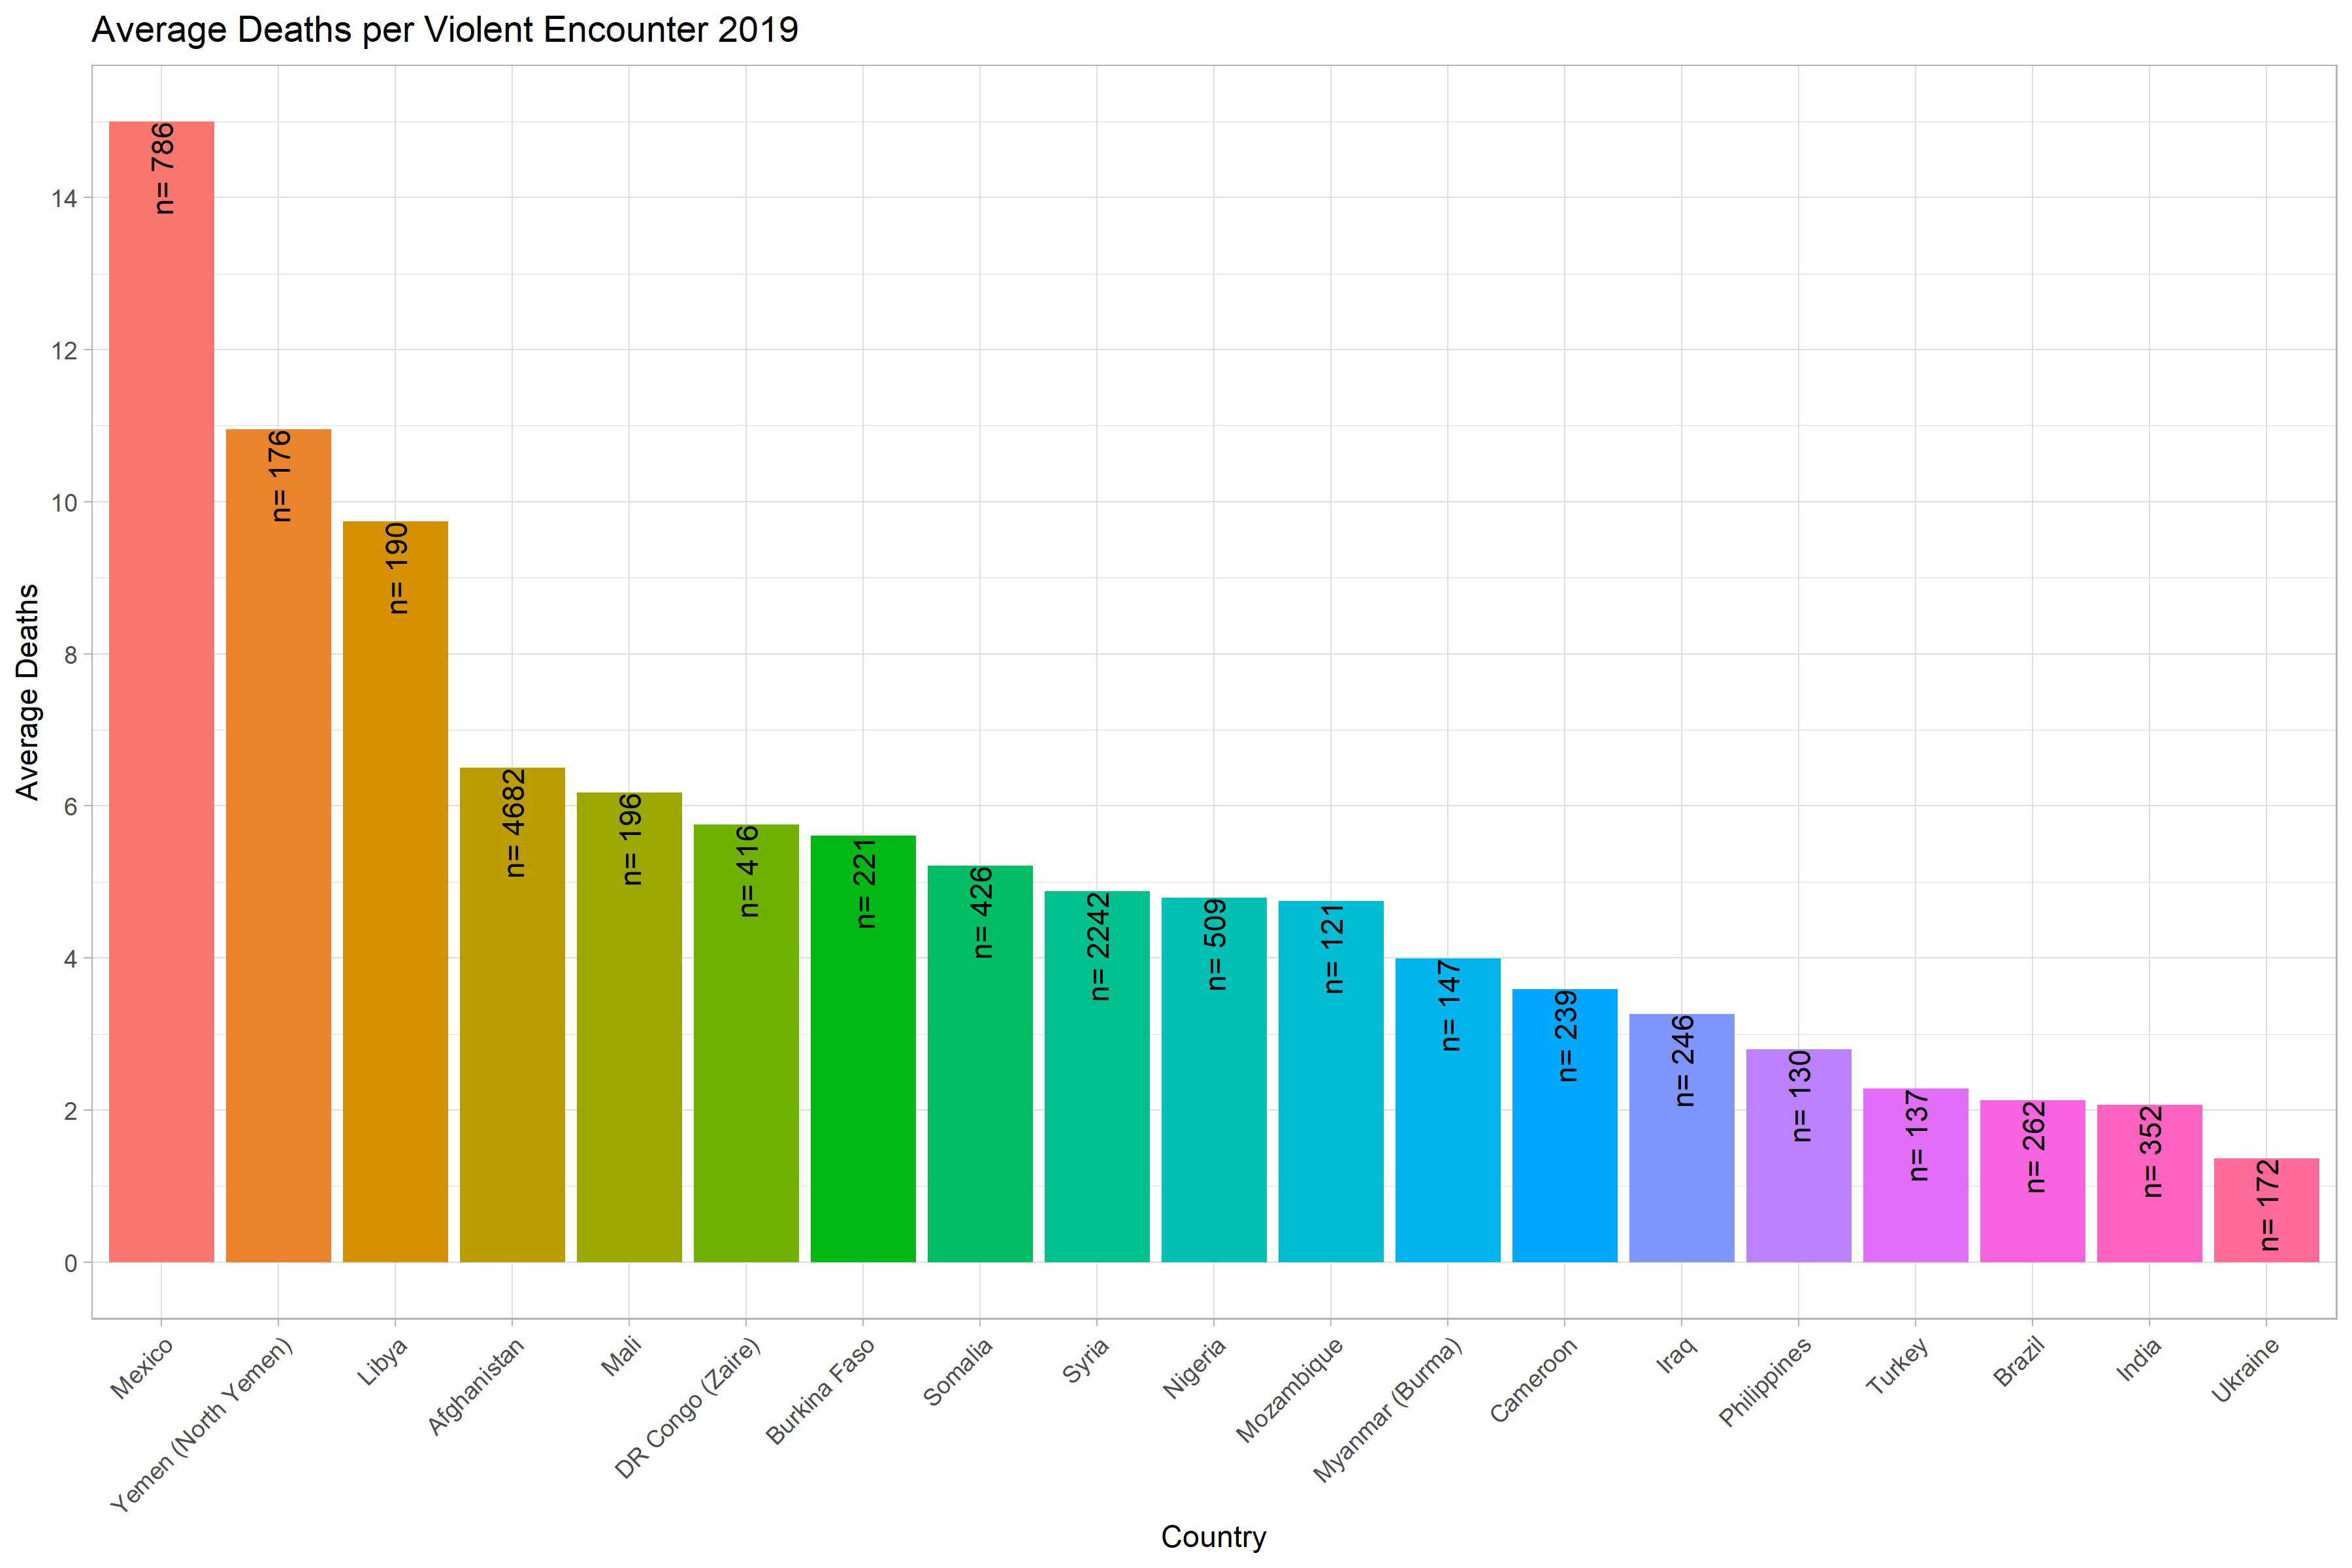 Average Deaths per Violent Encounter 2019
Average Deaths
14
12
10
8
6
4
2
0
n= 786
n= 176
n= 190
n= 4682
n= 196
n= 416
n= 221
n= 426
n= 2242
n= 509
n= 121
n= 147
n= 239
n= 246
n= 130
n= 137
n= 262
n= 352
n= 172
Mexico
Yemen (North Yemen)
Libya
Afghanistan
Mali
DR Congo (Zaire)
Burkina Faso
Somalia
Syria
Nigeria
Mozambique
Myanmar (Burma)
Cameroon
Iraq
Philippines
Turkey
Brazil
India
Ukraine
Country